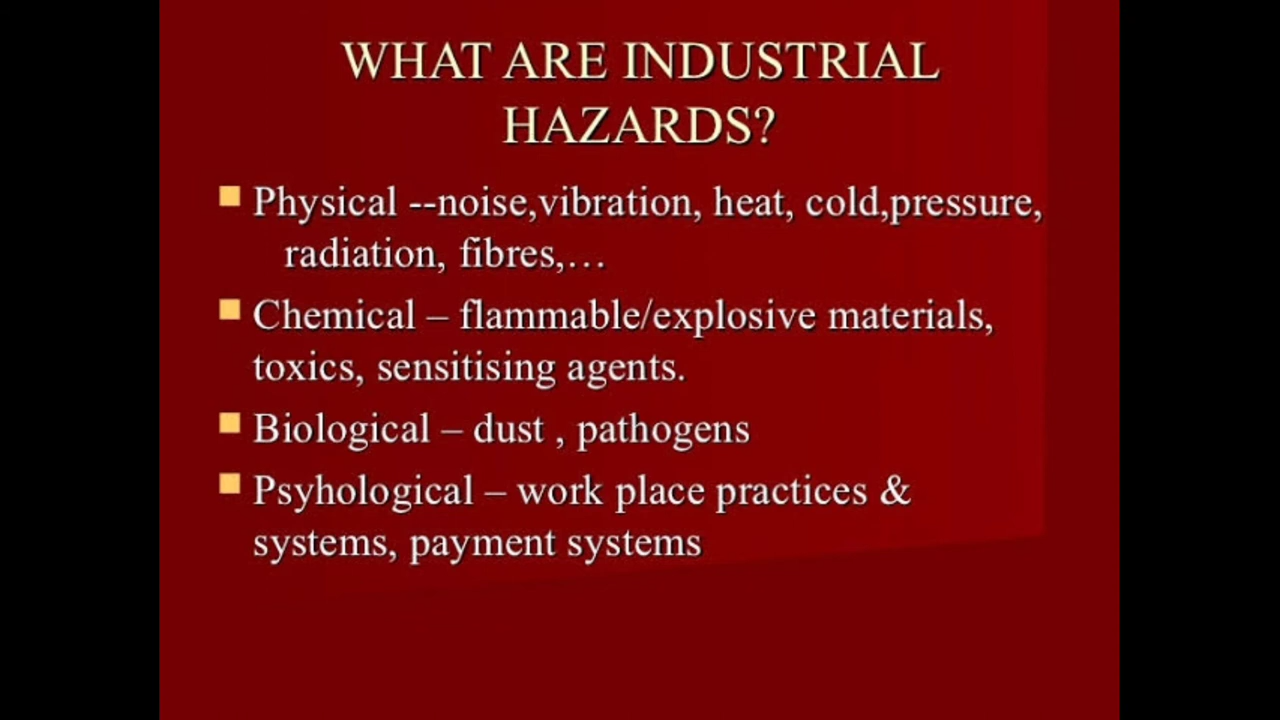 WHAT ARE INDUSTRIAL
HAZARDS?
Physical --noise,vibration, heat, cold,pressure,
radiation, fibres,…
Chemical – flammable/explosive materials,
toxics, sensitising agents.
Biological – dust , pathogens
Psyhological – work place practices &
systems, payment systems